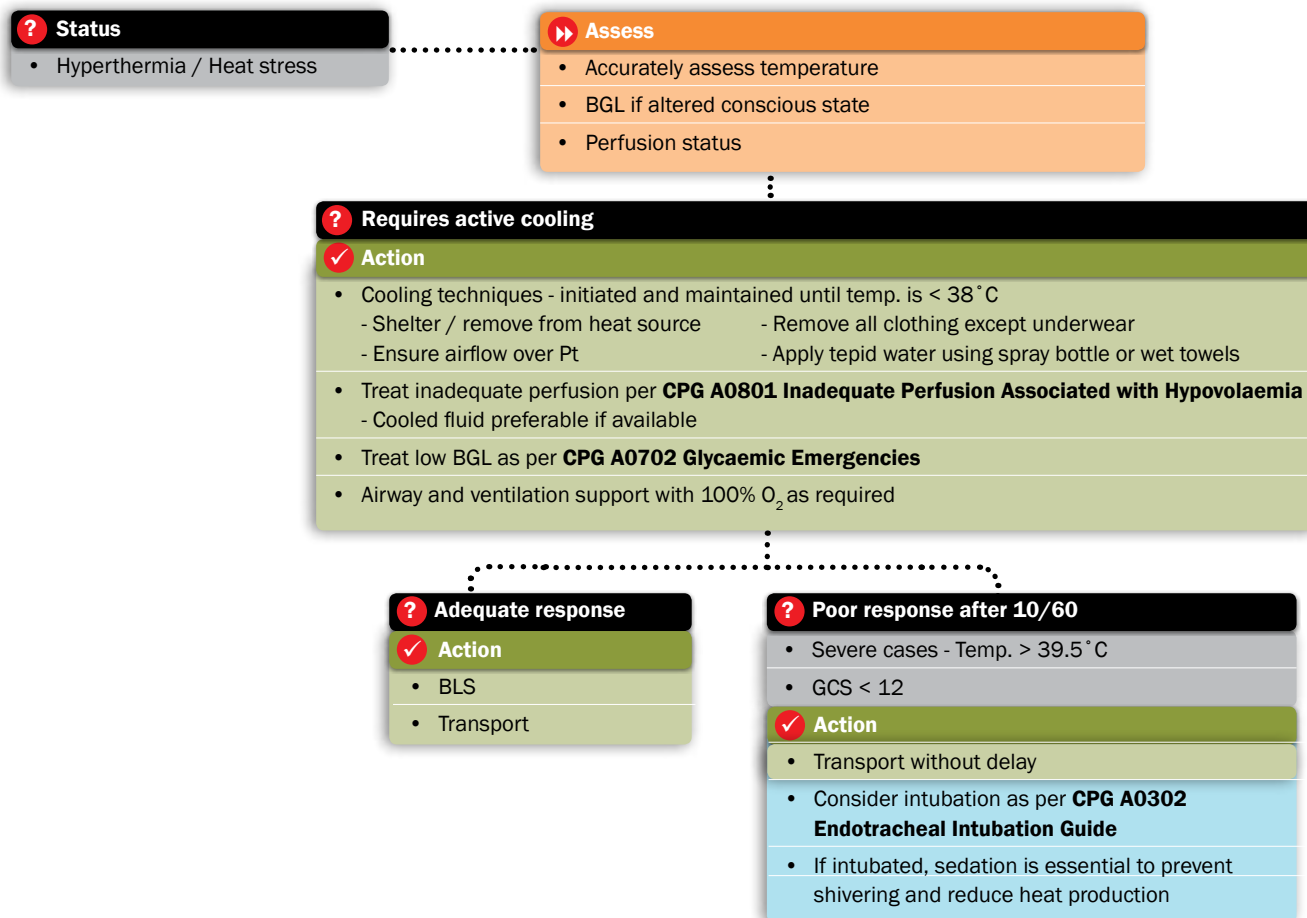 ? Status
• Hyperthermia / Heat stress
Assess
• Accurately assess temperature
• BGL if altered conscious state
• Perfusion status
? Requires active cooling
✓ Action
• Cooling techniques - initiated and maintained until temp. is < 38˚C
- Shelter / remove from heat source - Remove all clothing except underwear
- Ensure airflow over Pt - Apply tepid water using spray bottle or wet towels
• Treat inadequate perfusion per CPG A0801 Inadequate Perfusion Associated with Hypovolaemia
- Cooled fluid preferable if available
• Treat low BGL as per CPG A0702 Glycaemic Emergencies
• Airway and ventilation support with 100% O2 as required
? Adequate response
✓ Action
• BLS
• Transport
? Poor response after 10/60
• Severe cases - Temp. > 39.5˚C
• GCS < 12
✓ Action
• Transport without delay
• Consider intubation as per CPG A0302
Endotracheal Intubation Guide
• If intubated, sedation is essential to prevent
shivering and reduce heat production